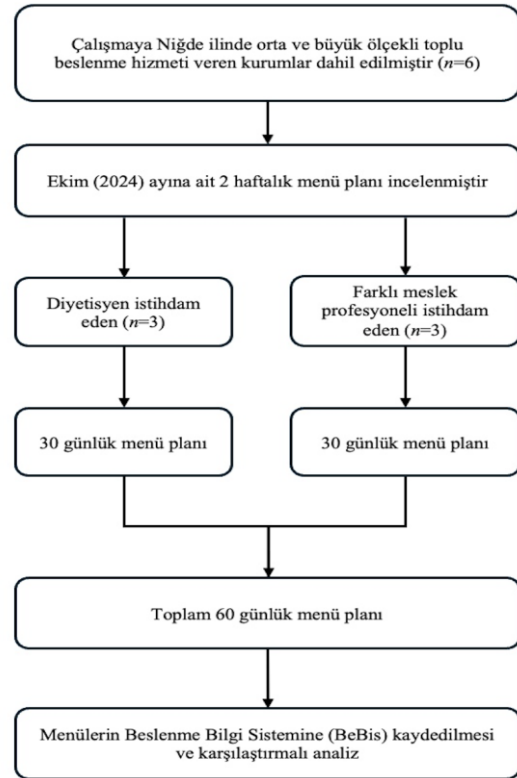 Çalışmaya Niğde ilinde orta ve büyük ölçekli toplu
beslenme hizmeti veren kurumlar dahil edilmiştir (n=6)
Ekim (2024) ayına ait 2 haftalık menü planı incelenmiştir
Diyetisyen istihdam
eden (n=3)
Farklı meslek
profesyoneli istihdam
eden (n=3)
30 günlük menü planı
30 günlük menü planı
Toplam 60 günlük menü planı
Menülerin Beslenme Bilgi Sistemine (BeBis) kaydedilmesi
ve karşılaştırmalı analiz